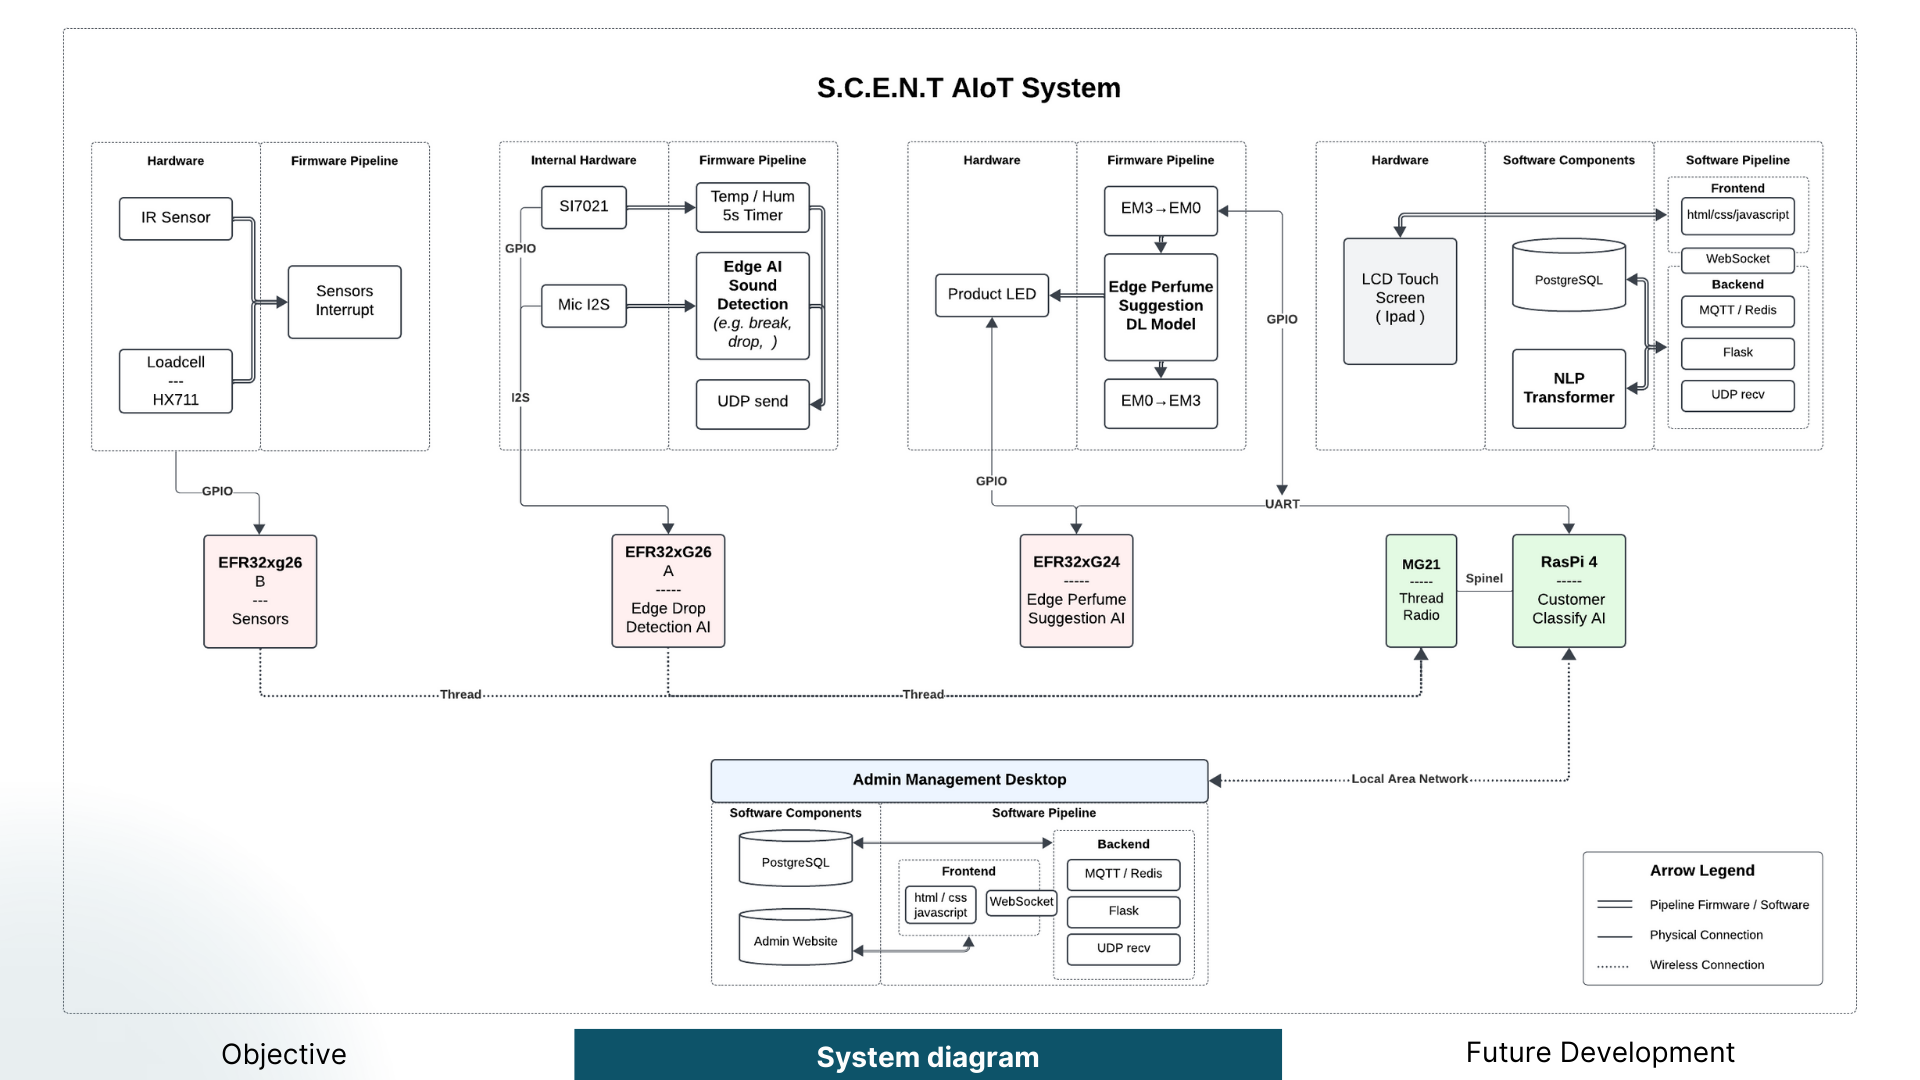 S.C.E.N.T AIoT System
Hardware
Firmware Pipeline
IR Sensor
Sensors
Interrupt
Loadcell
---
HX711
GPIO
EFR32xg26
B
---
Sensors
Internal Hardware
Firmware Pipeline
SI7021
Temp / Hum
5s Timer
GPIO
Mic I2S
Edge AI
Sound
Detection
(e.g. break,
drop,  )
I2S
UDP send
EFR32xG26
A
-----
Edge Drop
Detection AI
Hardware
Firmware Pipeline
EM3→EM0
Product LED
Edge Perfume
Suggestion
DL Model
EM0→EM3
GPIO
GPIO
UART
EFR32xG24
-----
Edge Perfume
Suggestion AI
Hardware
Software Components
Software Pipeline
Frontend
html/css/javascript
WebSocket
LCD Touch
Screen
( Ipad )
PostgreSQL
NLP
Transformer
Backend
MQTT / Redis
Flask
UDP recv
MG21
-----
Thread
Radio
Spinel
RasPi 4
-----
Customer
Classify AI
Thread
Thread
Local Area Network
Admin Management Desktop
Software Components
Software Pipeline
PostgreSQL
Admin Website
Frontend
html / css
javascript
WebSocket
Backend
MQTT / Redis
Flask
UDP recv
Arrow Legend
Pipeline Firmware / Software
Physical Connection
Wireless Connection
Objective
System diagram
Future Development